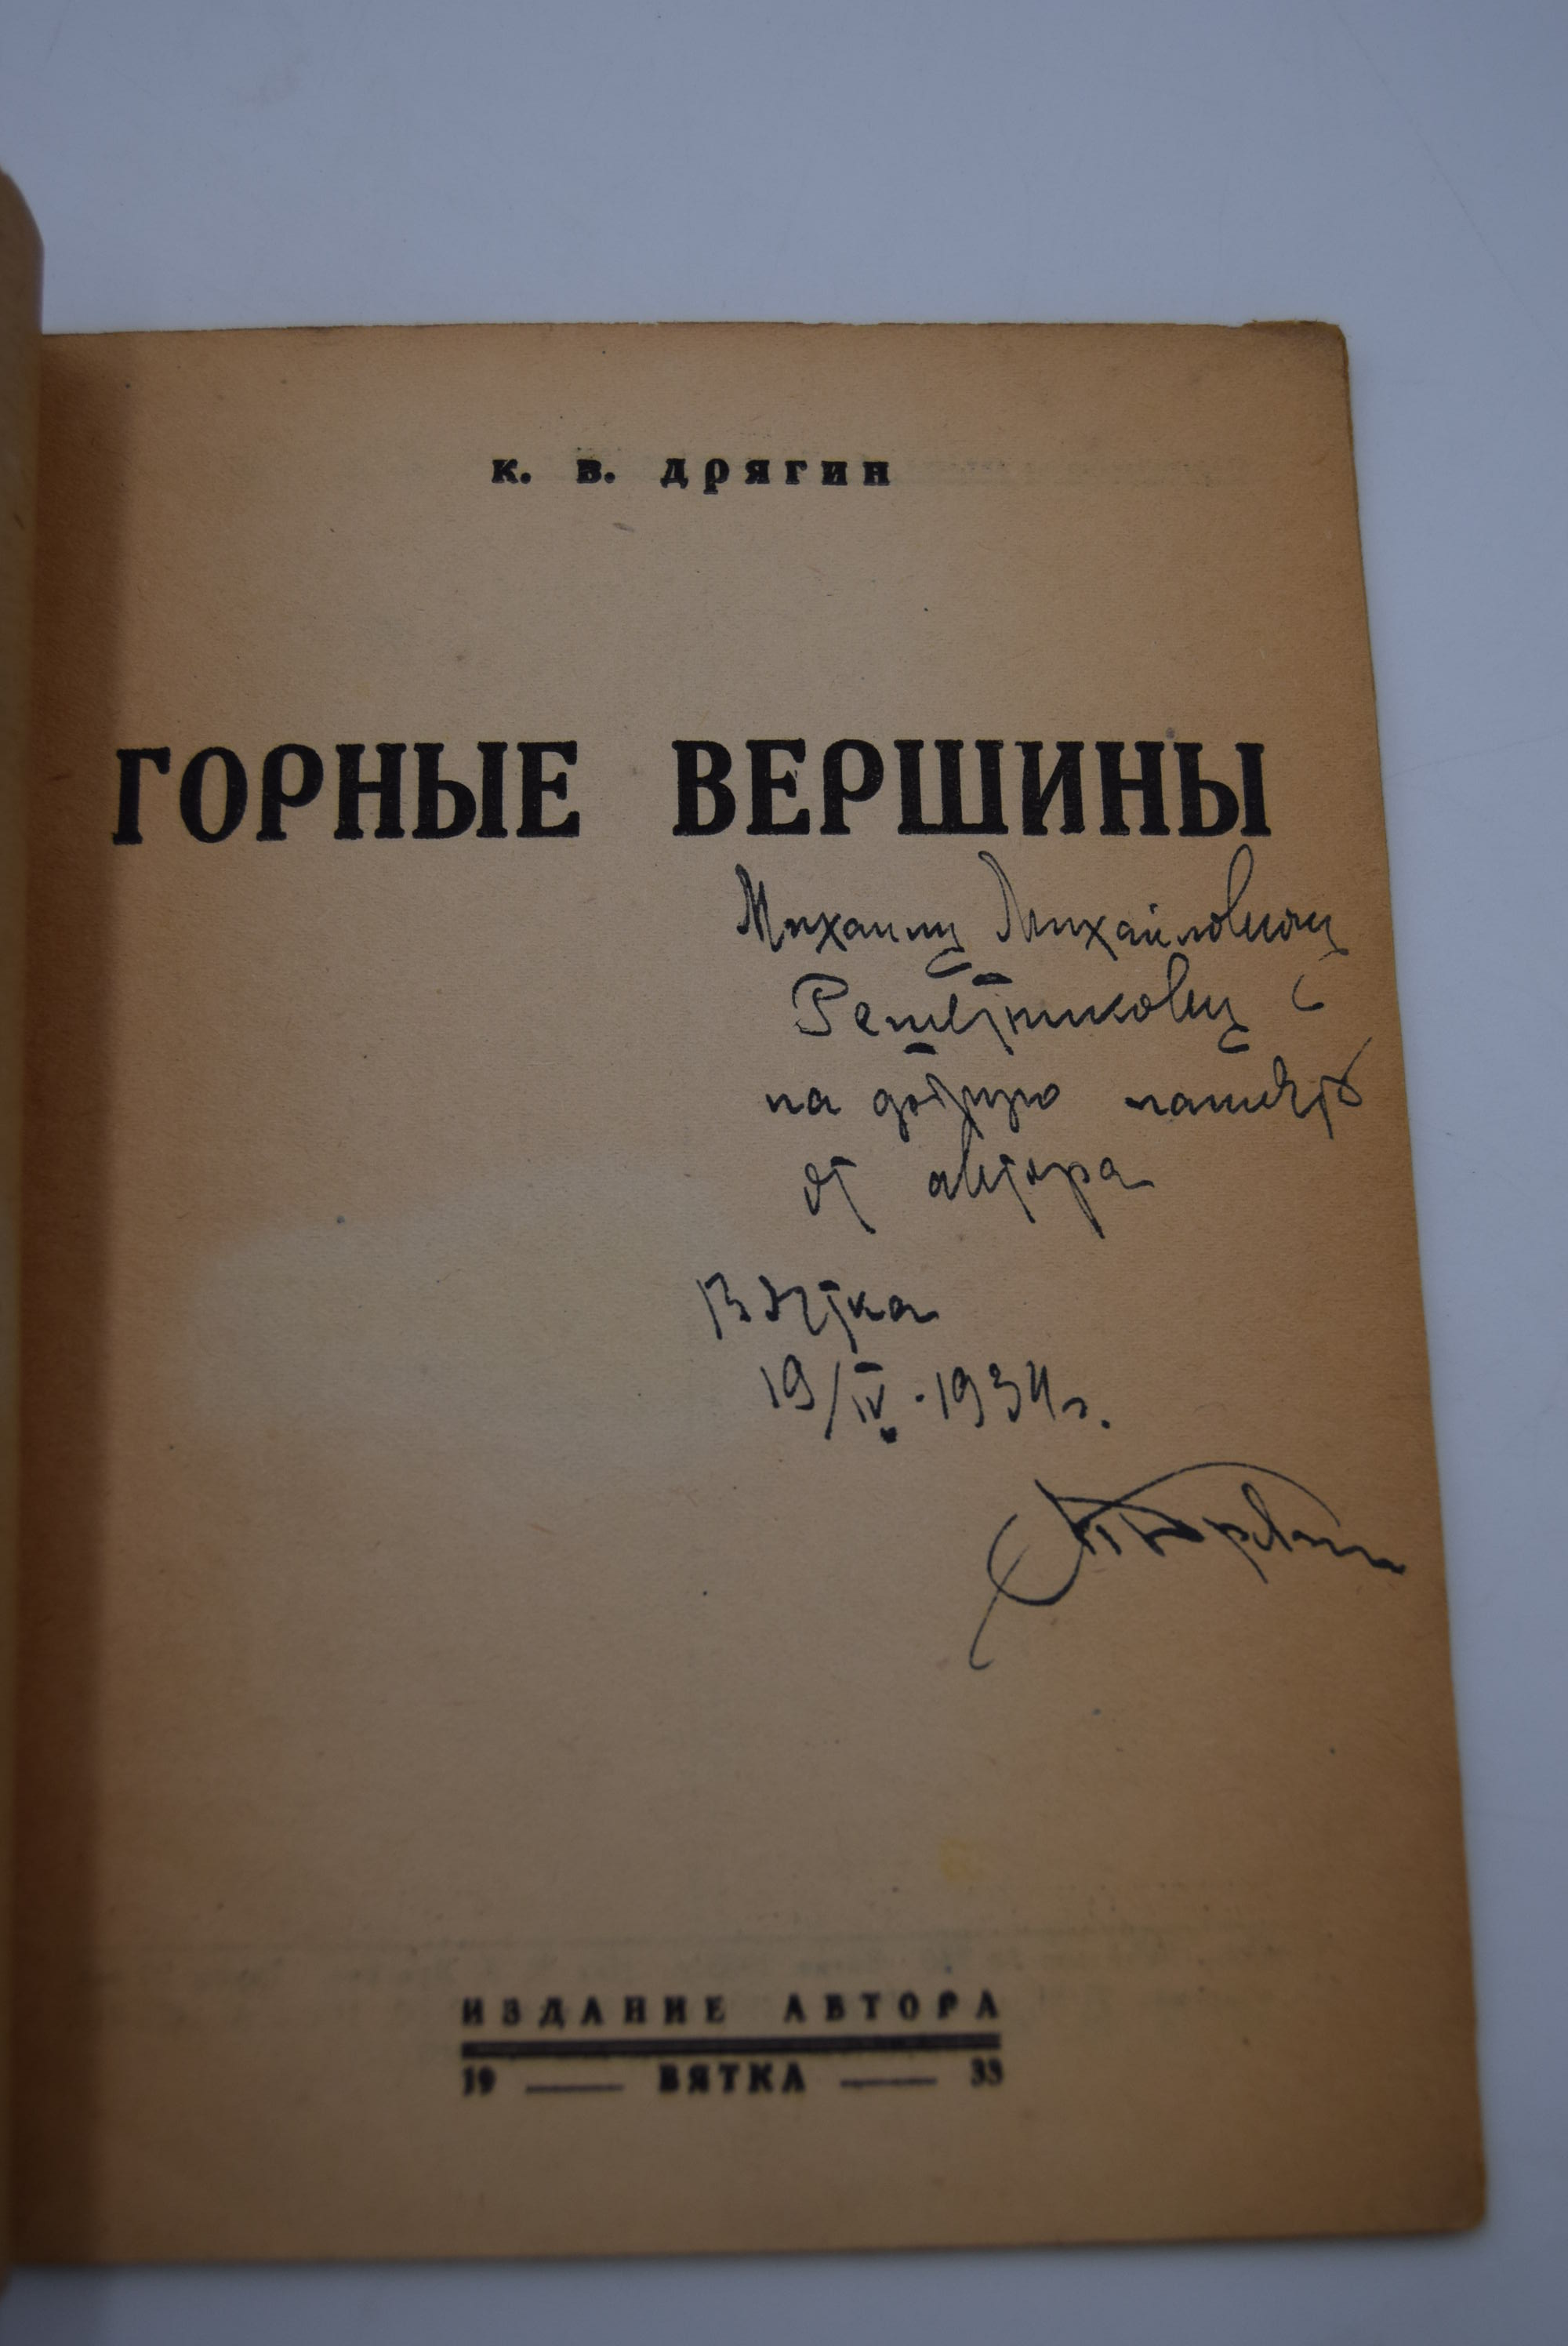 К. В. ДРЯГИН
ГОРНЫЕ ВЕРШИНЫ
Михаилу Михайловичу
Решетникову
на добрую память
от автора
Вятка
19/IV·1934г.
ИЗДАНИЕ АВТОРА
19 — ВЯТКА — 33